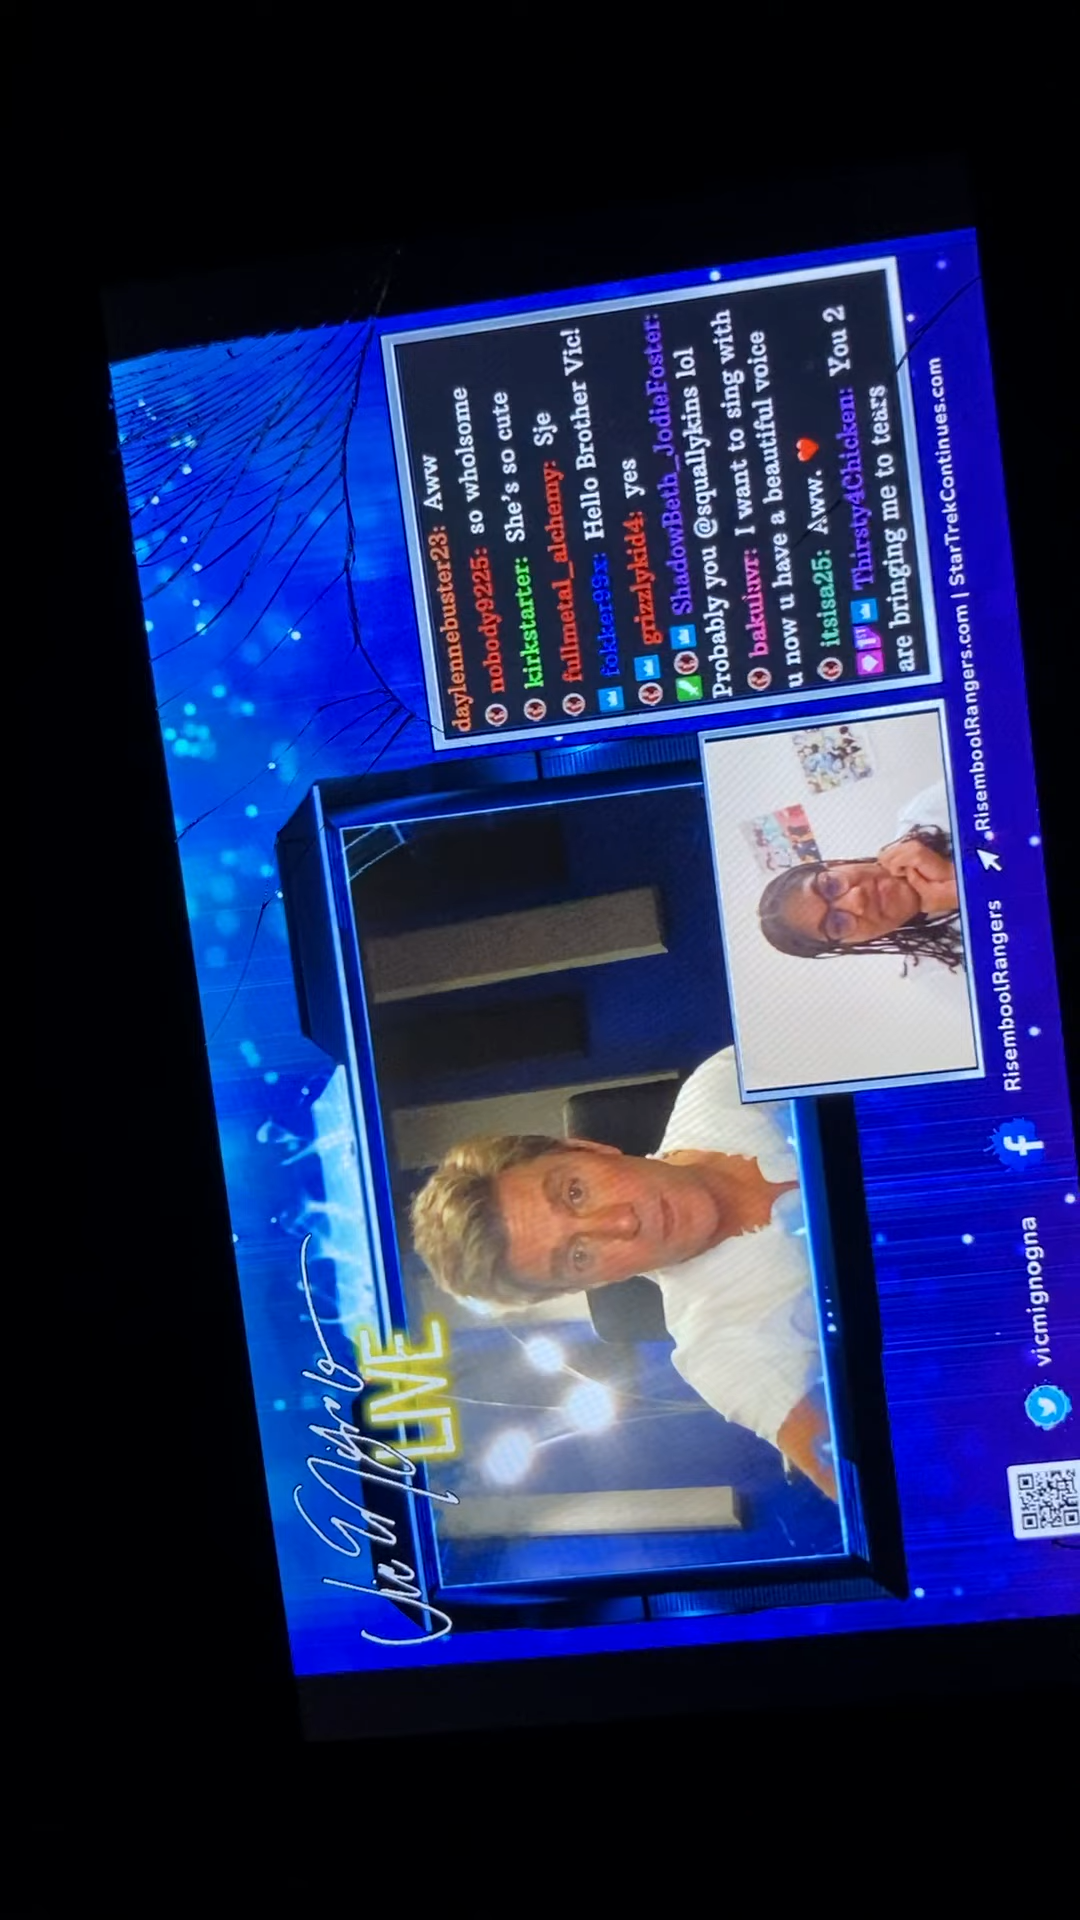 Vic Mignogna
LIVE
daylennebuster23: Aww
nobody9225: so wholsome
kirkstarter: She's so cute
fullmetal_alchemy: Sje
fokker99x: Hello Brother Vic!
grizzlykid4: yes
ShadowBeth_JodieFoster:
Probably you @squallykins lol
bakuluvr: I want to sing with
u now u have a beautiful voice
itsisa25: Aww. ❤️
1st Thirsty4Chicken: You 2
are bringing me to tears
vicmignogna
f RisemboolRangers
RisemboolRangers.com | StarTrekContinues.com